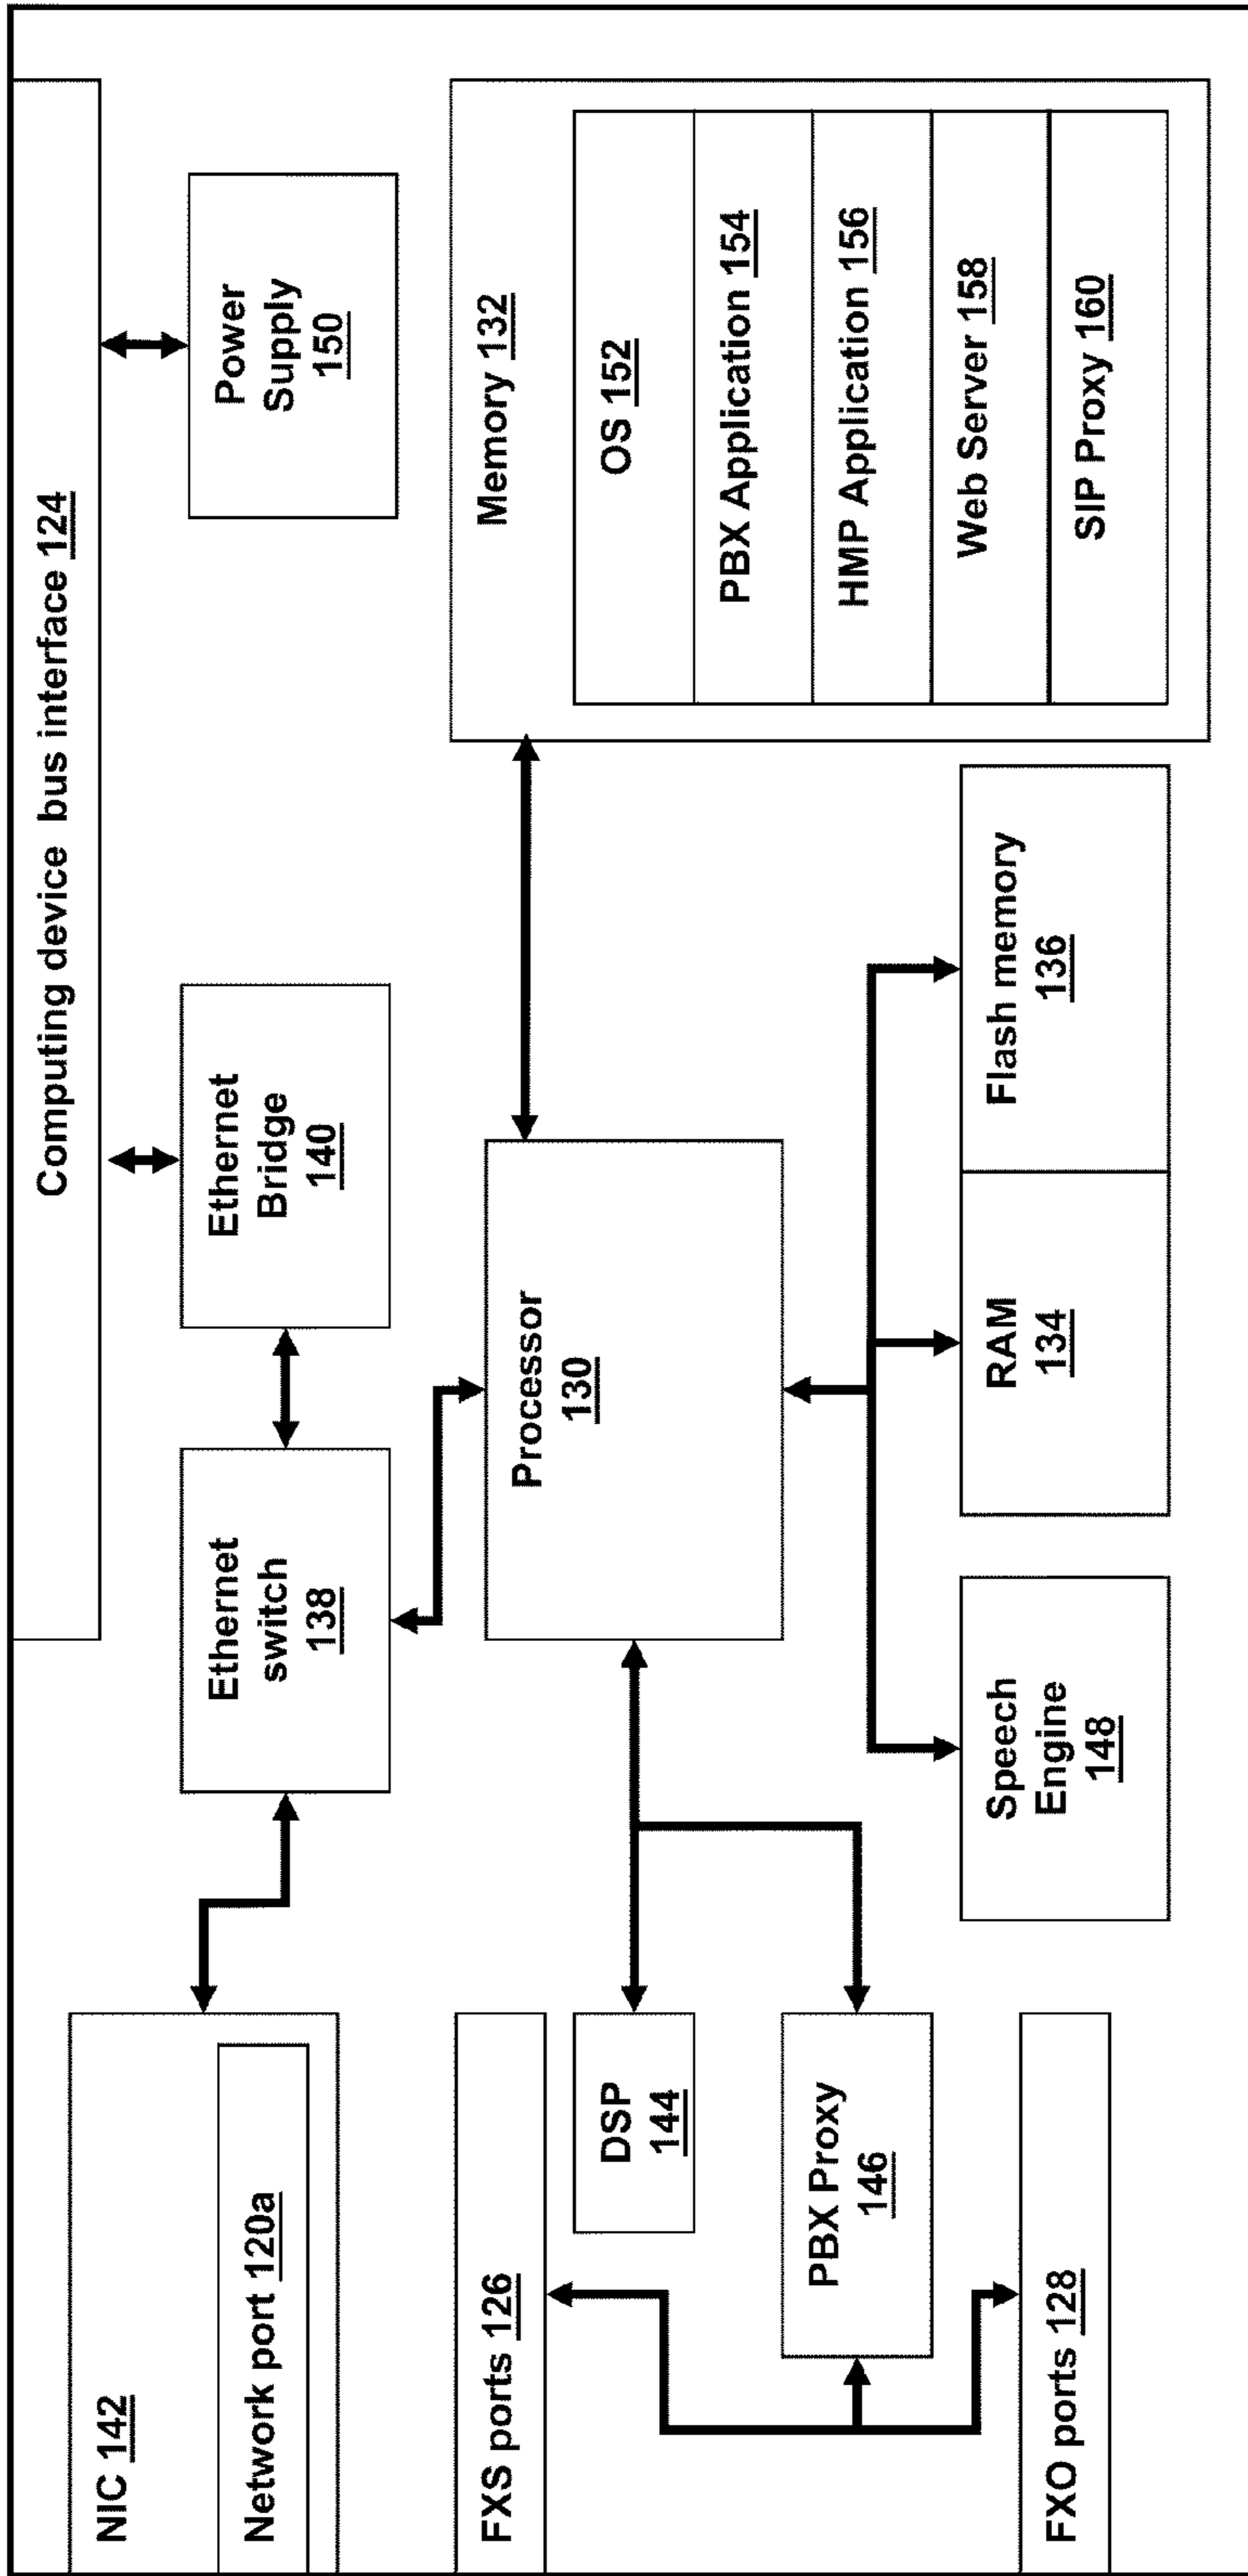 Computing device bus interface 124
NIC 142
Network port 120a
Ethernet
switch
138
Ethernet
Bridge
140
Power
Supply
150
FXS ports 126
DSP
144
PBX Proxy
146
FXO ports 128
Processor
130
Speech
Engine
148
RAM
134
Flash memory
136
Memory 132
OS 152
PBX Application 154
HMP Application 156
Web Server 158
SIP Proxy 160